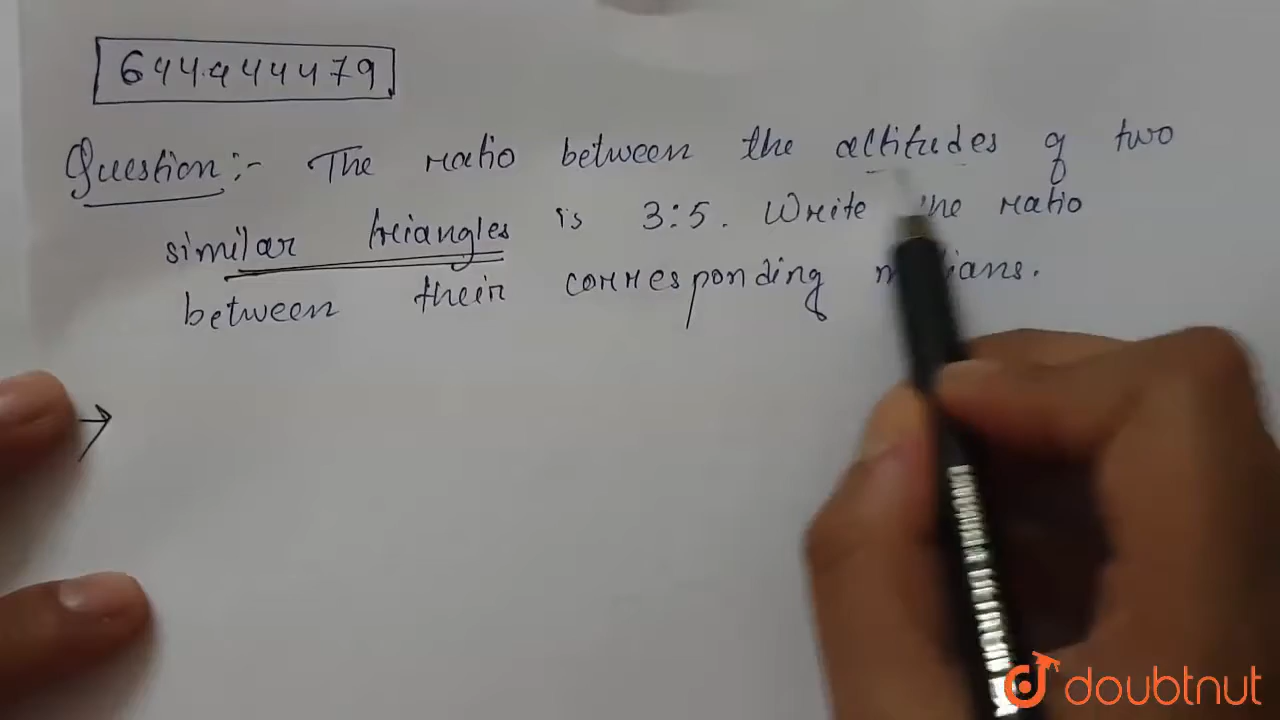 644444479
Question:- The ratio between the altitudes of two
similar triangles is 3:5. Write the ratio
between their corresponding
doubtnut